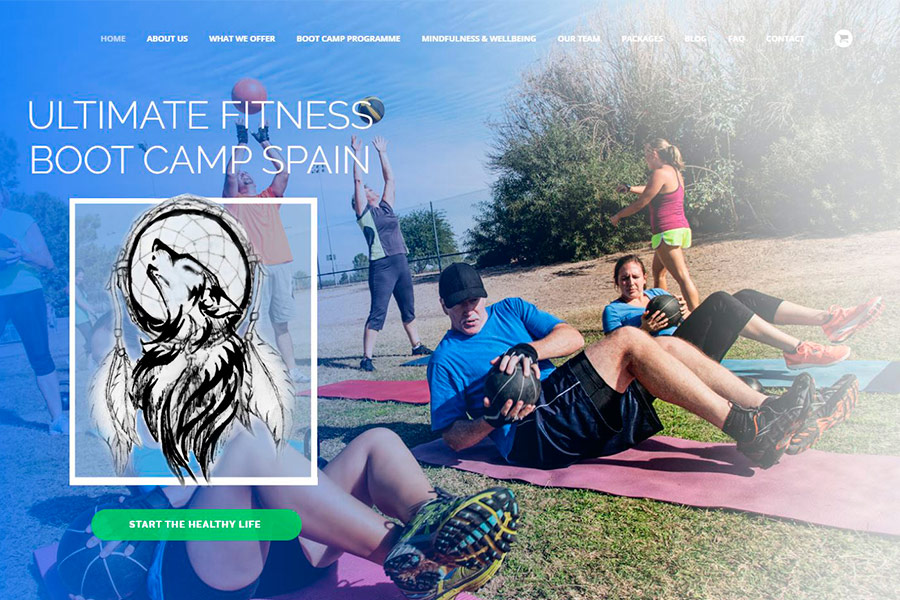 HOME ABOUT US WHAT WE OFFER BOOT CAMP PROGRAMME MINDFULNESS & WELLBEING OUR TEAM PACKAGES BLOG FAQ CONTACT
ULTIMATE FITNESS
BOOT CAMP SPAIN
START THE HEALTHY LIFE